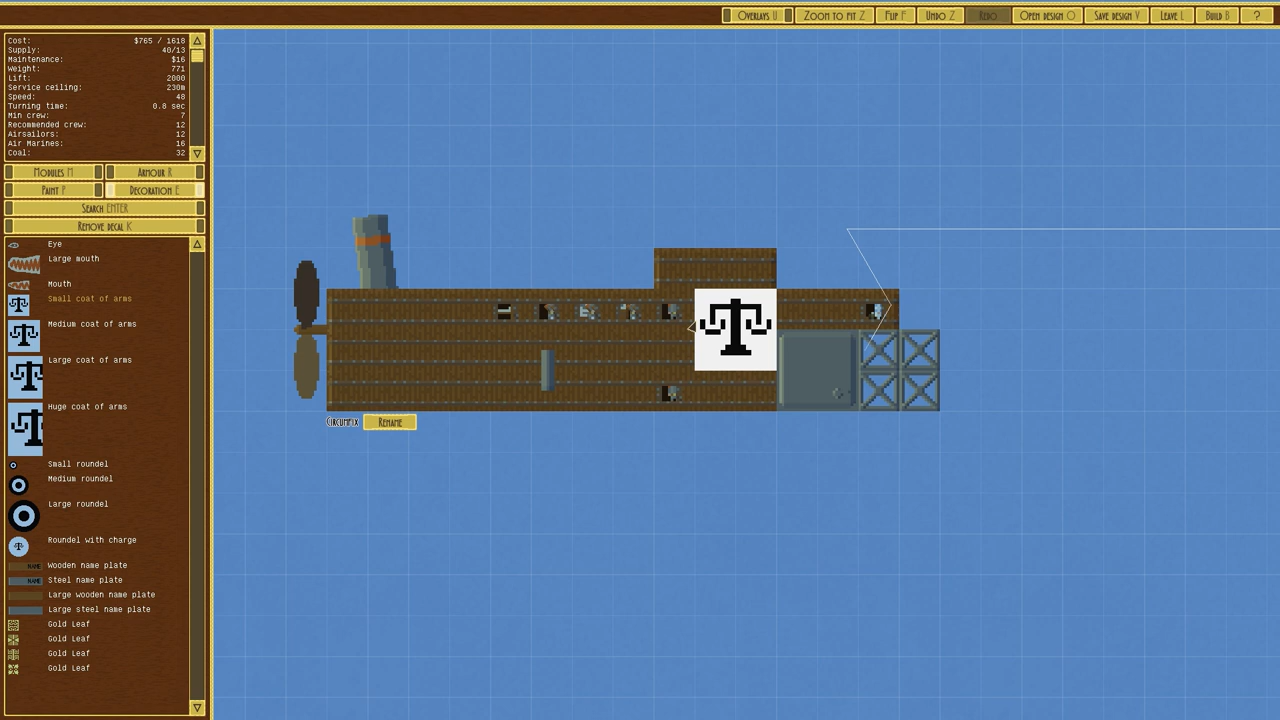 Overlays U Zoom to fit Z Flip F Undo Z Redo Open design O Save design V Leave L Build B ?
Cost: $765 / 1618
Supply: 40/13
Maintenance: $16
Weight: 771
Lift: 2000
Service ceiling: 230m
Speed: 48
Turning time: 0.8 sec
Min crew: 7
Recommended crew: 12
Airsailors: 12
Air Marines: 16
Coal: 32
Modules M Armour R
Paint P Decoration E
Search ENTER
Remove decal K
Eye
Large mouth
Mouth
Small coat of arms
Medium coat of arms
Large coat of arms
Huge coat of arms
Small roundel
Medium roundel
Large roundel
Roundel with charge
NAME Wooden name plate
NAME Steel name plate
Large wooden name plate
Large steel name plate
Gold Leaf
Gold Leaf
Gold Leaf
Gold Leaf
Circumfix Rename